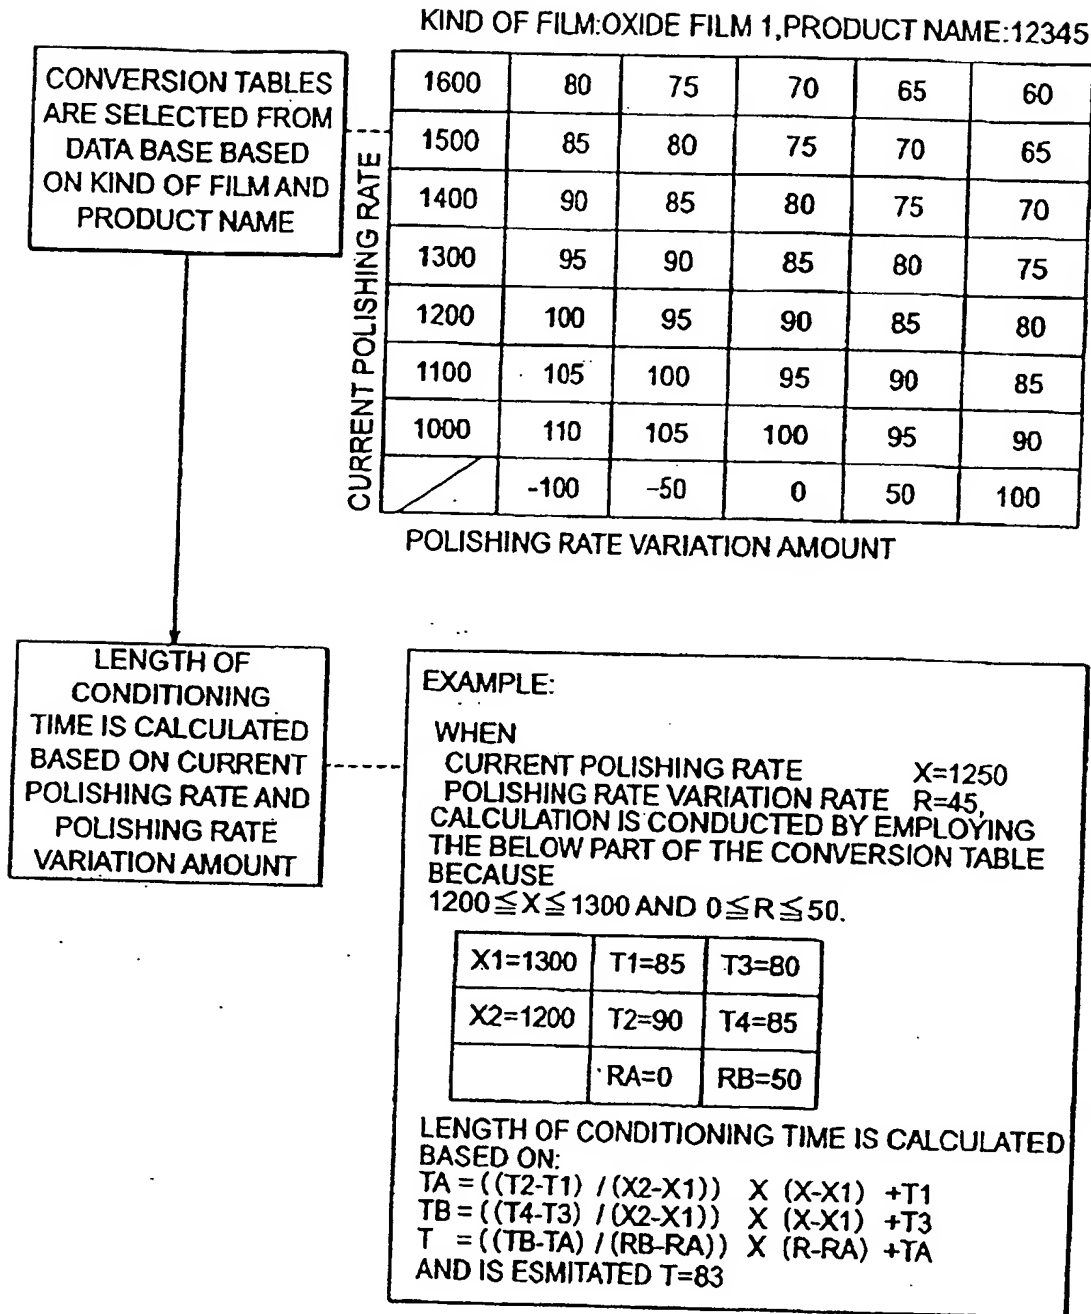 KIND OF FILM:OXIDE FILM 1,PRODUCT NAME:12345
CONVERSION TABLES
ARE SELECTED FROM
DATA BASE BASED
ON KIND OF FILM AND
PRODUCT NAME
CURRENT POLISHING RATE
1600 80 75 70 65 60
1500 85 80 75 70 65
1400 90 85 80 75 70
1300 95 90 85 80 75
1200 100 95 90 85 80
1100 105 100 95 90 85
1000 110 105 100 95 90
-100 -50 0 50 100
POLISHING RATE VARIATION AMOUNT
LENGTH OF
CONDITIONING
TIME IS CALCULATED
BASED ON CURRENT
POLISHING RATE AND
POLISHING RATE
VARIATION AMOUNT
EXAMPLE:
WHEN
CURRENT POLISHING RATE X=1250
POLISHING RATE VARIATION RATE R=45,
CALCULATION IS CONDUCTED BY EMPLOYING
THE BELOW PART OF THE CONVERSION TABLE
BECAUSE
1200≦X≦1300 AND 0≦R≦50.
X1=1300 T1=85 T3=80
X2=1200 T2=90 T4=85
RA=0 RB=50
LENGTH OF CONDITIONING TIME IS CALCULATED
BASED ON:
TA = ((T2-T1) / (X2-X1)) X (X-X1) +T1
TB = ((T4-T3) / (X2-X1)) X (X-X1) +T3
T = ((TB-TA) / (RB-RA)) X (R-RA) +TA
AND IS ESMITATED T=83